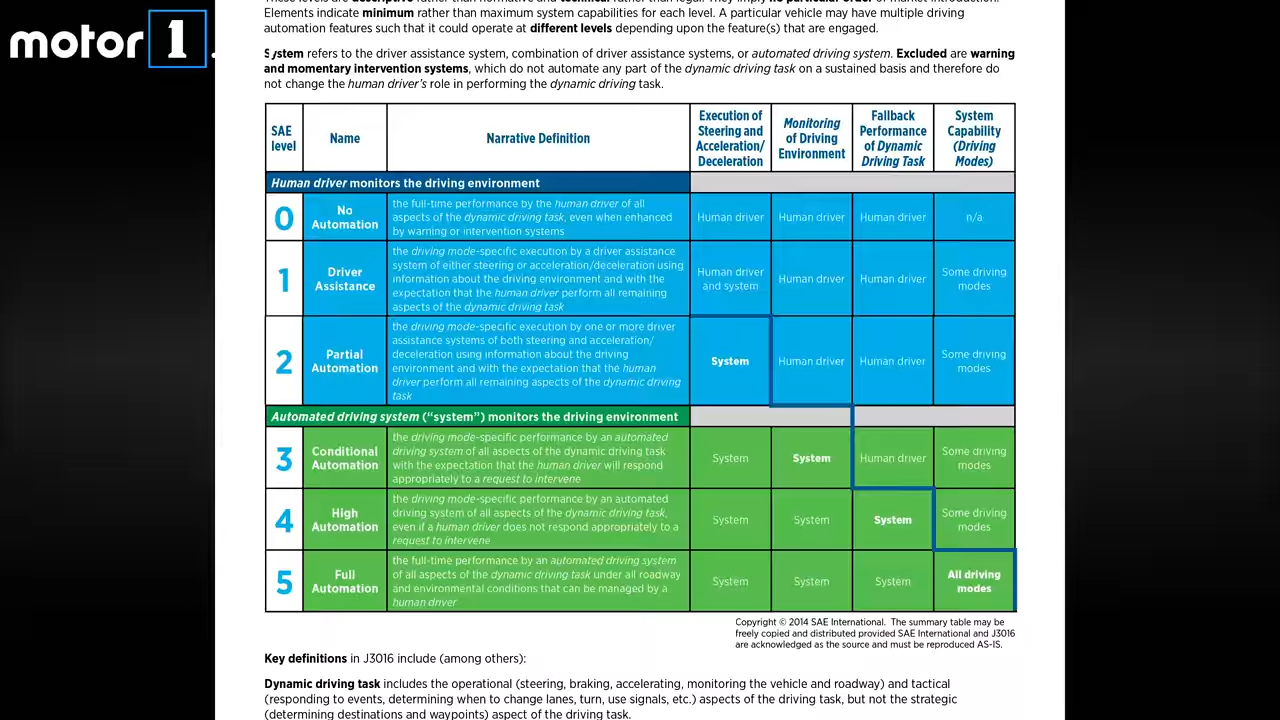 These levels are descriptive rather than normative and technical rather than legal. They imply no particular order of market introduction.
Elements indicate minimum rather than maximum system capabilities for each level. A particular vehicle may have multiple driving
automation features such that it could operate at different levels depending upon the feature(s) that are engaged.
motor1.
System refers to the driver assistance system, combination of driver assistance systems, or automated driving system. Excluded are warning
and momentary intervention systems, which do not automate any part of the dynamic driving task on a sustained basis and therefore do
not change the human driver's role in performing the dynamic driving task.
SAE
level
Name
Narrative Definition
Execution of
Steering and
Acceleration/
Deceleration
Monitoring
of Driving
Environment
Fallback
Performance
of Dynamic
Driving Task
System
Capability
(Driving
Modes)
Human driver monitors the driving environment
0
No
Automation
the full-time performance by the human driver of all
aspects of the dynamic driving task, even when enhanced
by warning or intervention systems
Human driver
Human driver
Human driver
n/a
1
Driver
Assistance
the driving mode-specific execution by a driver assistance
system of either steering or acceleration/deceleration using
information about the driving environment and with the
expectation that the human driver perform all remaining
aspects of the dynamic driving task
Human driver
and system
Human driver
Human driver
Some driving
modes
2
Partial
Automation
the driving mode-specific execution by one or more driver
assistance systems of both steering and acceleration/
deceleration using information about the driving
environment and with the expectation that the human
driver perform all remaining aspects of the dynamic driving
task
System
Human driver
Human driver
Some driving
modes
Automated driving system (“system”) monitors the driving environment
3
Conditional
Automation
the driving mode-specific performance by an automated
driving system of all aspects of the dynamic driving task
with the expectation that the human driver will respond
appropriately to a request to intervene
System
System
Human driver
Some driving
modes
4
High
Automation
the driving mode-specific performance by an automated
driving system of all aspects of the dynamic driving task,
even if a human driver does not respond appropriately to a
request to intervene
System
System
System
Some driving
modes
5
Full
Automation
the full-time performance by an automated driving system
of all aspects of the dynamic driving task under all roadway
and environmental conditions that can be managed by a
human driver
System
System
System
All driving
modes
Copyright © 2014 SAE International. The summary table may be
freely copied and distributed provided SAE International and J3016
are acknowledged as the source and must be reproduced AS-IS.
Key definitions in J3016 include (among others):
Dynamic driving task includes the operational (steering, braking, accelerating, monitoring the vehicle and roadway) and tactical
(responding to events, determining when to change lanes, turn, use signals, etc.) aspects of the driving task, but not the strategic
(determining destinations and waypoints) aspect of the driving task.